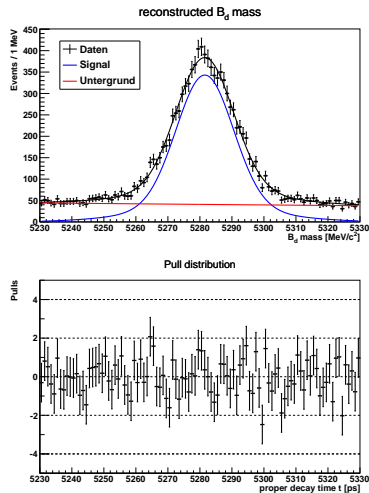 reconstructed B_d mass
Events / 1 MeV
450
400
350
300
250
200
150
100
50
0
Daten
Signal
Untergrund
5230 5240 5250 5260 5270 5280 5290 5300 5310 5320 5330
B_d mass [MeV/c²]
Pull distribution
Pulls
4
2
0
-2
-4
5230 5240 5250 5260 5270 5280 5290 5300 5310 5320 5330
proper decay time t [ps]